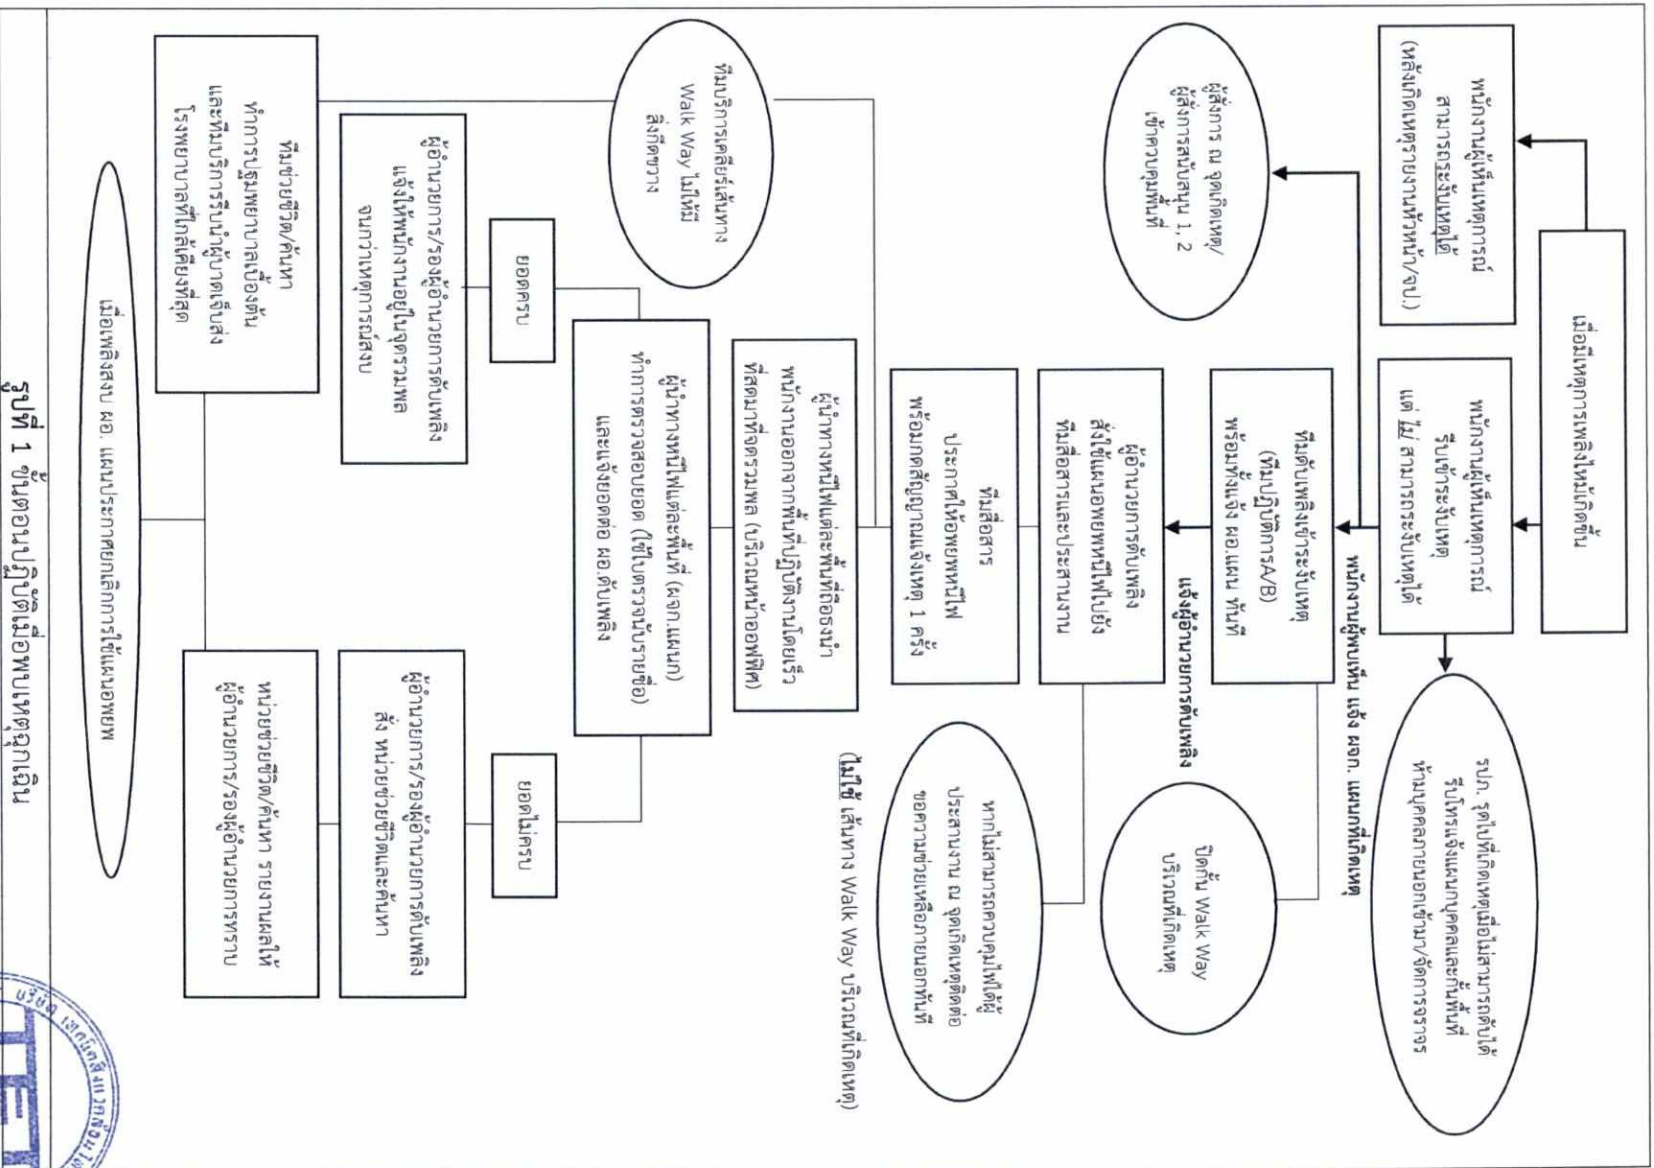 เมื่อมีเหตุการเพลิงไหม้เกิดขึ้น
พนักงานผู้เห็นเหตุการณ์
สามารถระงับเหตุได้
(หลังเกิดเหตุรายงานหัวหน้า/จป.)
พนักงานผู้เห็นเหตุการณ์
รีบเข้าระงับเหตุ
แต่ ไม่ สามารถระงับเหตุได้
รปภ. รุดไปที่เกิดเหตุเมื่อไม่สามารถดับได้
รีบโทรแจ้งแผนกบุคคลและกั้นพื้นที่
ห้ามบุคคลภายนอกเข้ามา/จัดการจราจร
พนักงานผู้พบเห็น แจ้ง ผจก. แผนกที่เกิดเหตุ
ผู้สั่งการ ณ จุดเกิดเหตุ/
ผู้สั่งการสนับสนุน 1, 2
เข้าควบคุมพื้นที่
ทีมดับเพลิงเข้าระงับเหตุ
(ทีมปฏิบัติการA/B)
พร้อมทั้งแจ้ง ผอ.แผน ทันที
ปิดกั้น Walk Way
บริเวณที่เกิดเหตุ
แจ้งผู้อำนวยการดับเพลิง
ผู้อำนวยการดับเพลิง
สั่งใช้แผนอพยพหนีไฟไปยัง
ทีมสื่อสารและประสานงาน
หากไม่สามารถควบคุมไฟได้ผู้
ประสานงาน ณ จุดเกิดเหตุติดต่อ
ขอความช่วยเหลือภายนอกทันที
ทีมสื่อสาร
ประกาศให้อพยพหนีไฟ
พร้อมกดสัญญาณแจ้งเหตุ 1 ครั้ง
(ไม่ใช้ เส้นทาง Walk Way บริเวณที่เกิดเหตุ)
ผู้นำทางหนีไฟแต่ละพื้นที่ถือธงนำ
พนักงานออกจากพื้นที่ปฏิบัติงานโดยเร็ว
ที่สุดมาที่จุดรวมพล (บริเวณหน้าออฟฟิศ)
ทีมบริการเคลียร์เส้นทาง
Walk Way ไม่ให้มี
สิ่งกีดขวาง
ผู้นำทางหนีไฟแต่ละพื้นที่ (ผจก.แผนก)
ทำการตรวจสอบยอด (ใช้ใบตรวจนับรายชื่อ)
และแจ้งยอดต่อ ผอ.ดับเพลิง
ยอดครบ
ยอดไม่ครบ
ผู้อำนวยการ/รองผู้อำนวยการดับเพลิง
แจ้งให้พนักงานอยู่ในจุดรวมพล
จนกว่าเหตุการณ์สงบ
ผู้อำนวยการ/รองผู้อำนวยการดับเพลิง
สั่ง หน่วยช่วยชีวิตและค้นหา
ทีมช่วยชีวิต/ค้นหา
ทำการปฐมพยาบาลเบื้องต้น
และทีมบริการรีบนำผู้บาดเจ็บส่ง
โรงพยาบาลที่ใกล้เคียงที่สุด
หน่วยช่วยชีวิต/ค้นหา รายงานผลให้
ผู้อำนวยการ/รองผู้อำนวยการทราบ
เมื่อเพลิงสงบ ผอ. แผนประกาศยกเลิกการใช้แผนอพยพ
รูปที่ 1 ขั้นตอนปฏิบัติเมื่อพบเหตุฉุกเฉิน